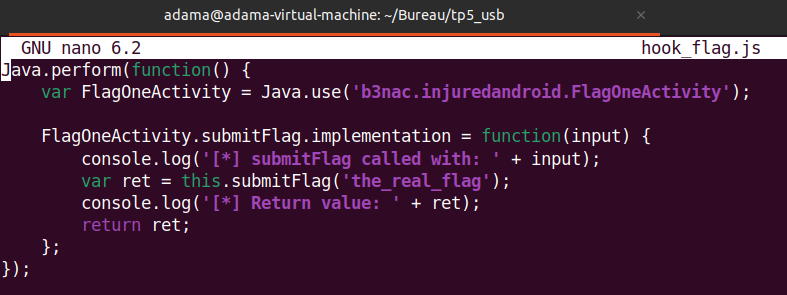 adama@adama-virtual-machine: ~/Bureau/tp5_usb ×
GNU nano 6.2 hook_flag.js
Java.perform(function() {
    var FlagOneActivity = Java.use('b3nac.injuredandroid.FlagOneActivity');

    FlagOneActivity.submitFlag.implementation = function(input) {
        console.log('[*] submitFlag called with: ' + input);
        var ret = this.submitFlag('the_real_flag');
        console.log('[*] Return value: ' + ret);
        return ret;
    };
});